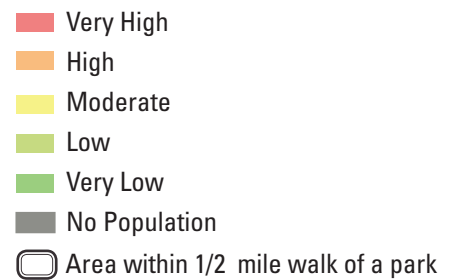 Very High
High
Moderate
Low
Very Low
No Population
Area within 1/2 mile walk of a park